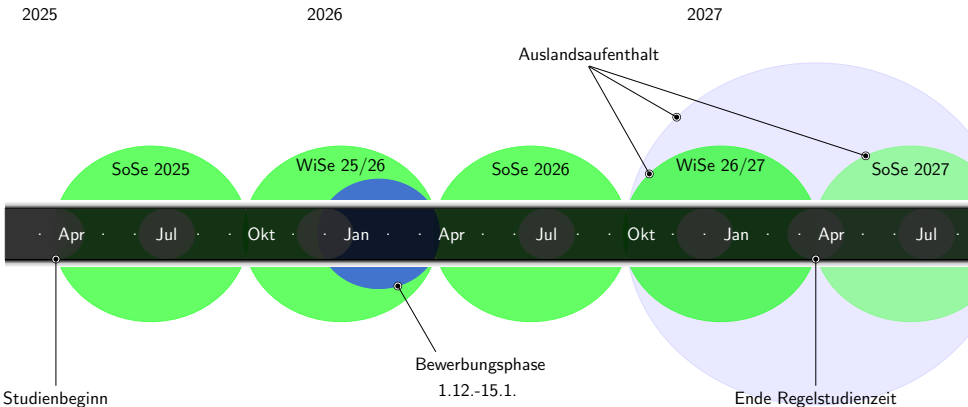 2025 2026 2027
Auslandsaufenthalt
SoSe 2025 WiSe 25/26 SoSe 2026 WiSe 26/27 SoSe 2027
Apr Jul Okt Jan Apr Jul Okt Jan Apr Jul
Bewerbungsphase
1.12.-15.1.
Studienbeginn Ende Regelstudienzeit